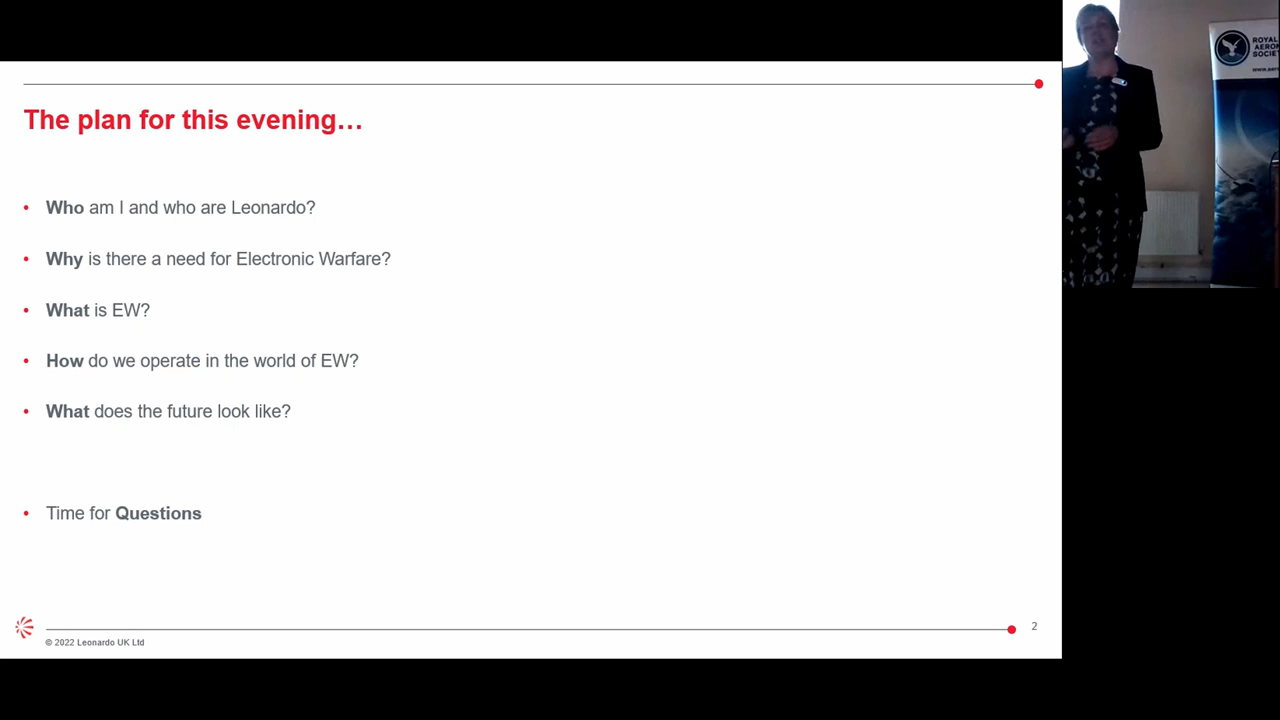 The plan for this evening…
• Who am I and who are Leonardo?
• Why is there a need for Electronic Warfare?
• What is EW?
• How do we operate in the world of EW?
• What does the future look like?
• Time for Questions
© 2022 Leonardo UK Ltd
2
ROYAL
AERO
SOCIE